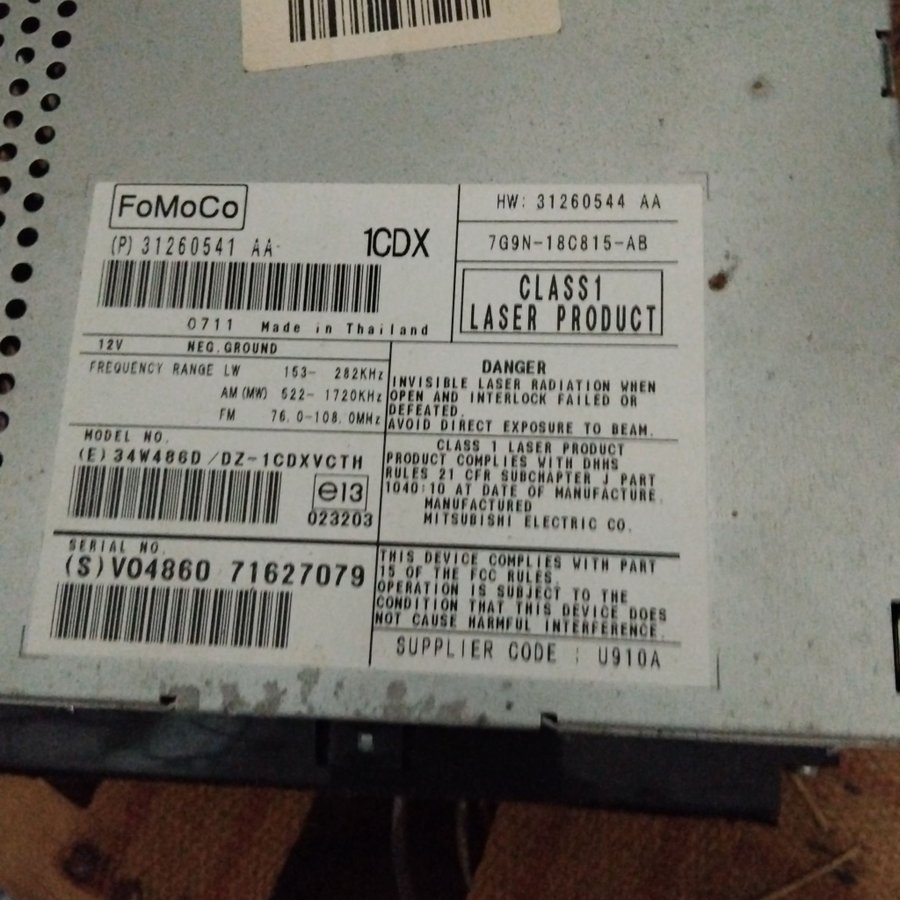 FoMoCo
(P) 31260541 AA
1CDX
0711 Made in Thailand
HW: 31260544 AA
7G9N-18C815-AB
CLASS1
LASER PRODUCT
12V NEG.GROUND
FREQUENCY RANGE LW 153- 282KHz
AM (MW) 522- 1720KHz
FM 76.0-108.0MHz
DANGER
INVISIBLE LASER RADIATION WHEN
OPEN AND INTERLOCK FAILED OR
DEFEATED.
AVOID DIRECT EXPOSURE TO BEAM.
MODEL NO.
(E) 34W486D/DZ-1CDXVCTH
e13
023203
CLASS 1 LASER PRODUCT
PRODUCT COMPLIES WITH DHHS
RULES 21 CFR SUBCHAPTER J PART
1040:10 AT DATE OF MANUFACTURE.
MANUFACTURED
MITSUBISHI ELECTRIC CO.
SERIAL NO.
(S) V04860 71627079
THIS DEVICE COMPLIES WITH PART
15 OF THE FCC RULES.
OPERATION IS SUBJECT TO THE
CONDITION THAT THIS DEVICE DOES
NOT CAUSE HARMFUL INTERFERENCE.
SUPPLIER CODE : U910A